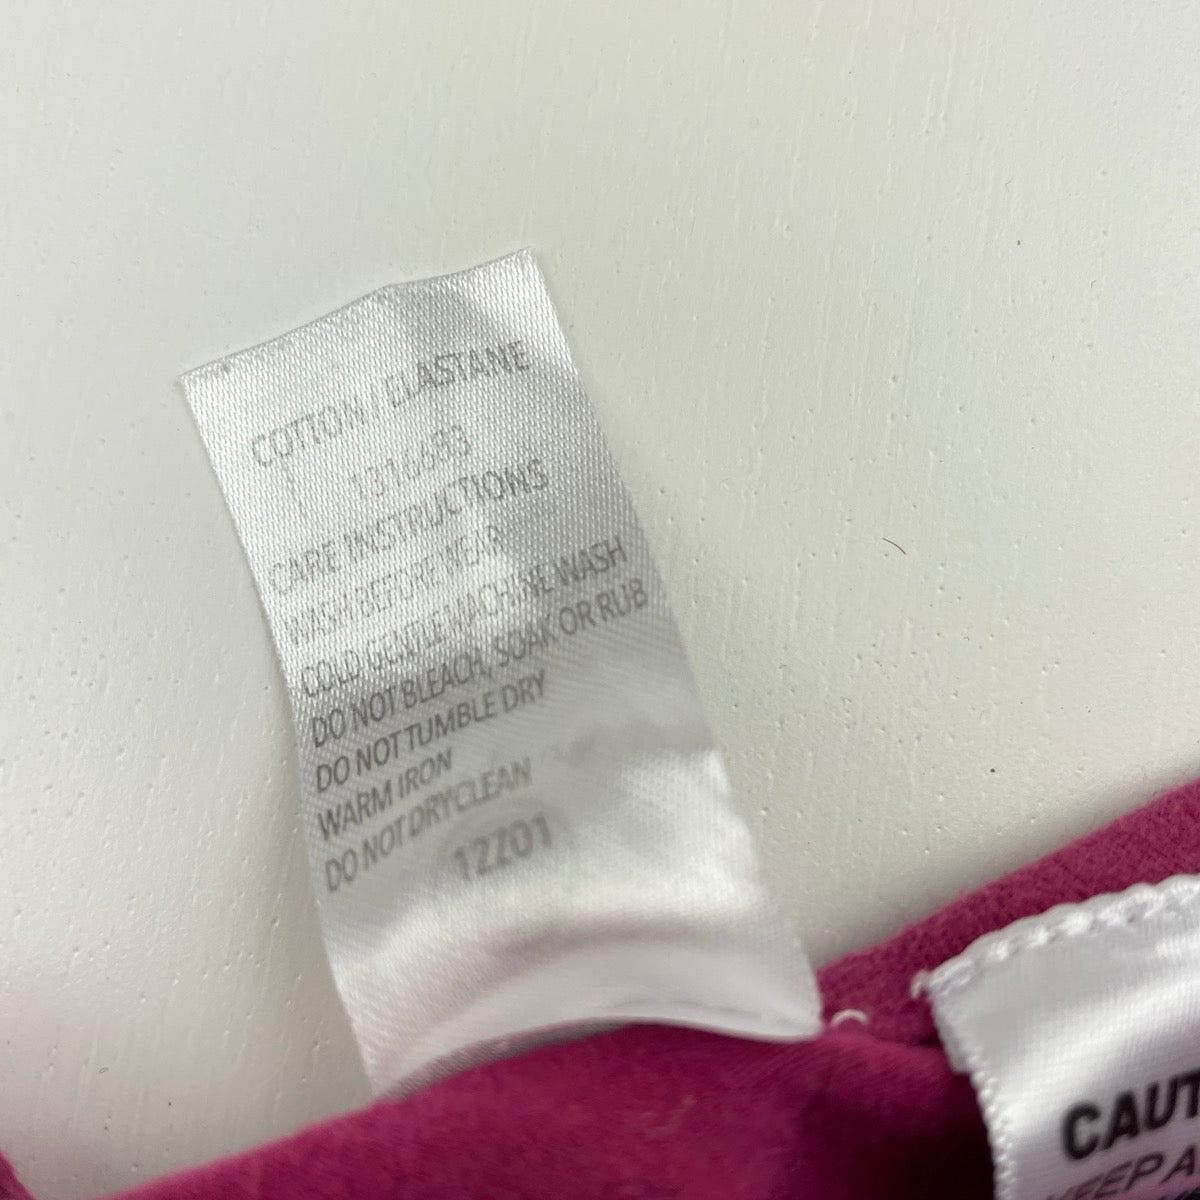 COTTON / ELASTANE
CARE INSTRUCTIONS
WASH BEFORE WEAR
COLD GENTLE MACHINE WASH
DO NOT BLEACH, SOAK OR RUB
DO NOT TUMBLE DRY
WARM IRON
DO NOT DRYCLEAN
12Z01
CAUT
EEP A